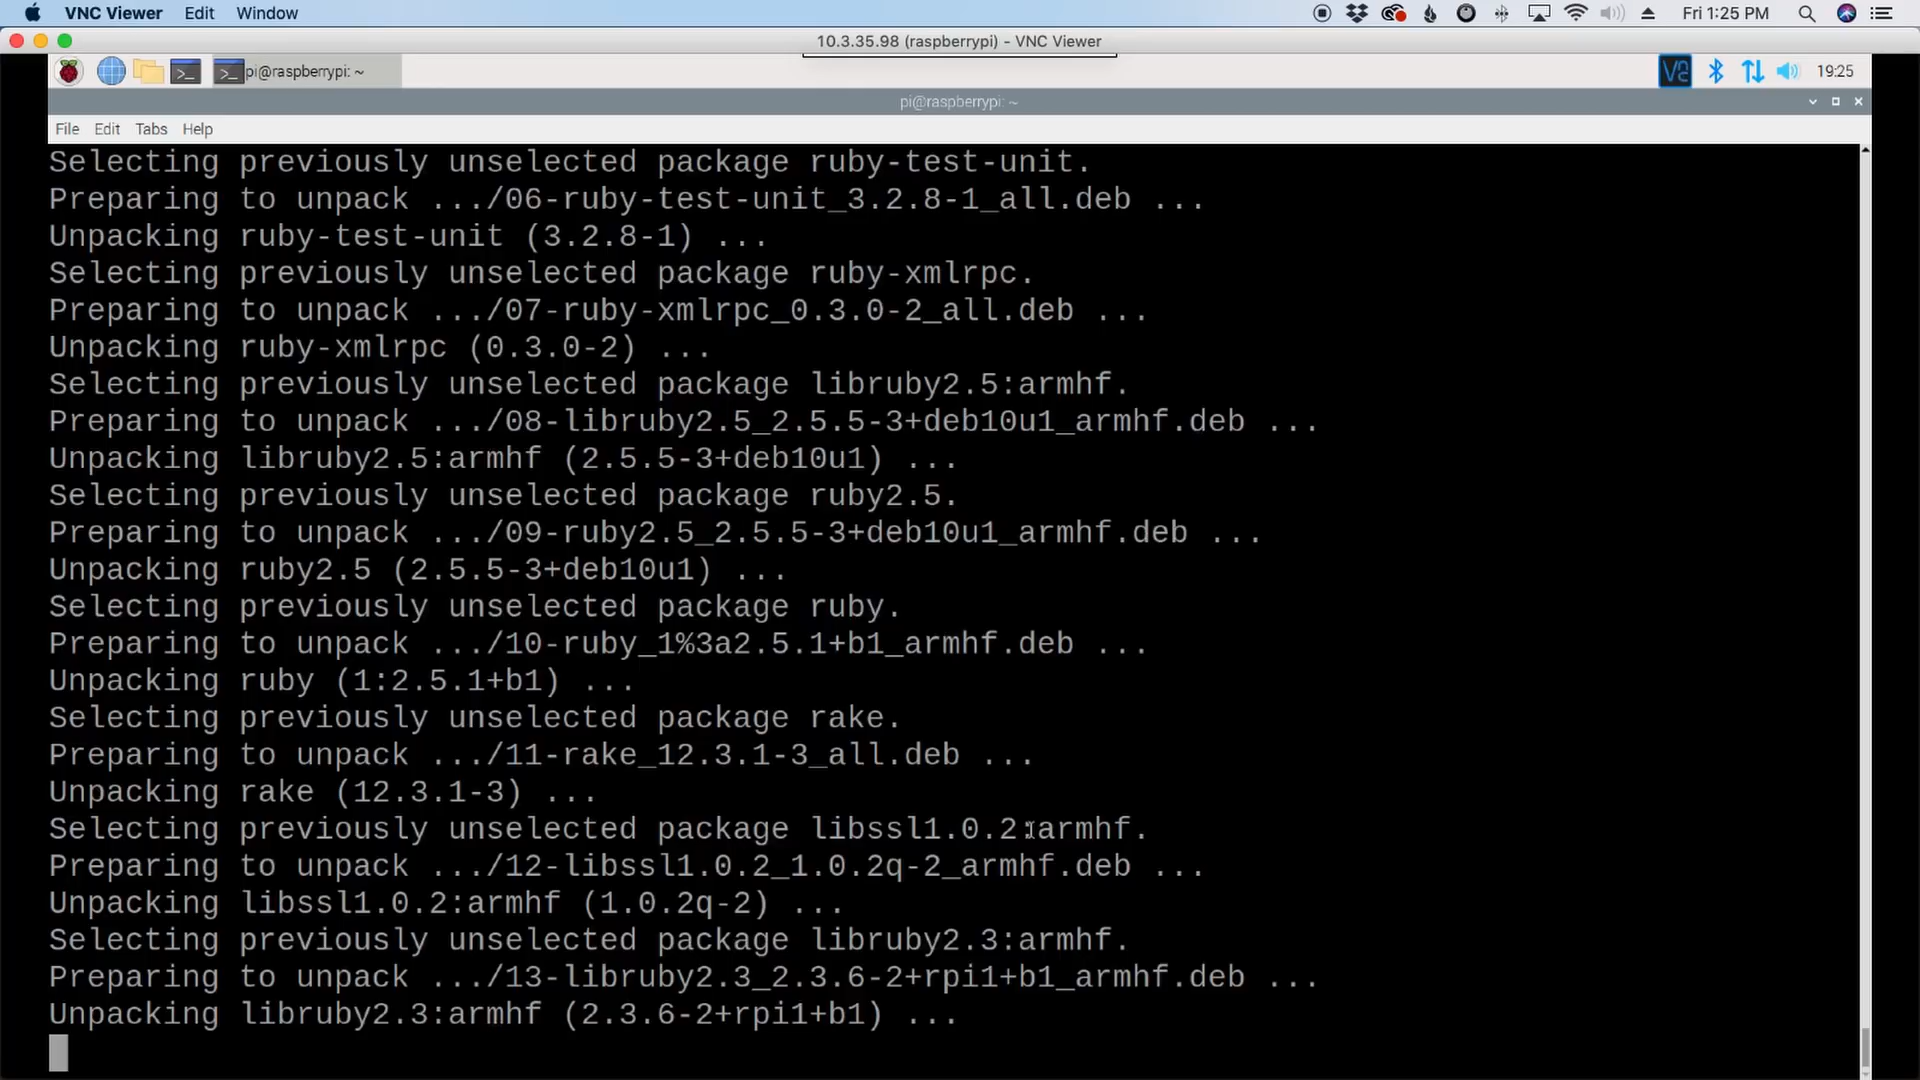 VNC Viewer Edit Window Fri 1:25 PM
10.3.35.98 (raspberrypi) - VNC Viewer
pi@raspberrypi: ~ 19:25
pi@raspberrypi: ~
File Edit Tabs Help
Selecting previously unselected package ruby-test-unit.
Preparing to unpack .../06-ruby-test-unit_3.2.8-1_all.deb ...
Unpacking ruby-test-unit (3.2.8-1) ...
Selecting previously unselected package ruby-xmlrpc.
Preparing to unpack .../07-ruby-xmlrpc_0.3.0-2_all.deb ...
Unpacking ruby-xmlrpc (0.3.0-2) ...
Selecting previously unselected package libruby2.5:armhf.
Preparing to unpack .../08-libruby2.5_2.5.5-3+deb10u1_armhf.deb ...
Unpacking libruby2.5:armhf (2.5.5-3+deb10u1) ...
Selecting previously unselected package ruby2.5.
Preparing to unpack .../09-ruby2.5_2.5.5-3+deb10u1_armhf.deb ...
Unpacking ruby2.5 (2.5.5-3+deb10u1) ...
Selecting previously unselected package ruby.
Preparing to unpack .../10-ruby_1%3a2.5.1+b1_armhf.deb ...
Unpacking ruby (1:2.5.1+b1) ...
Selecting previously unselected package rake.
Preparing to unpack .../11-rake_12.3.1-3_all.deb ...
Unpacking rake (12.3.1-3) ...
Selecting previously unselected package libssl1.0.2:armhf.
Preparing to unpack .../12-libssl1.0.2_1.0.2q-2_armhf.deb ...
Unpacking libssl1.0.2:armhf (1.0.2q-2) ...
Selecting previously unselected package libruby2.3:armhf.
Preparing to unpack .../13-libruby2.3_2.3.6-2+rpi1+b1_armhf.deb ...
Unpacking libruby2.3:armhf (2.3.6-2+rpi1+b1) ...